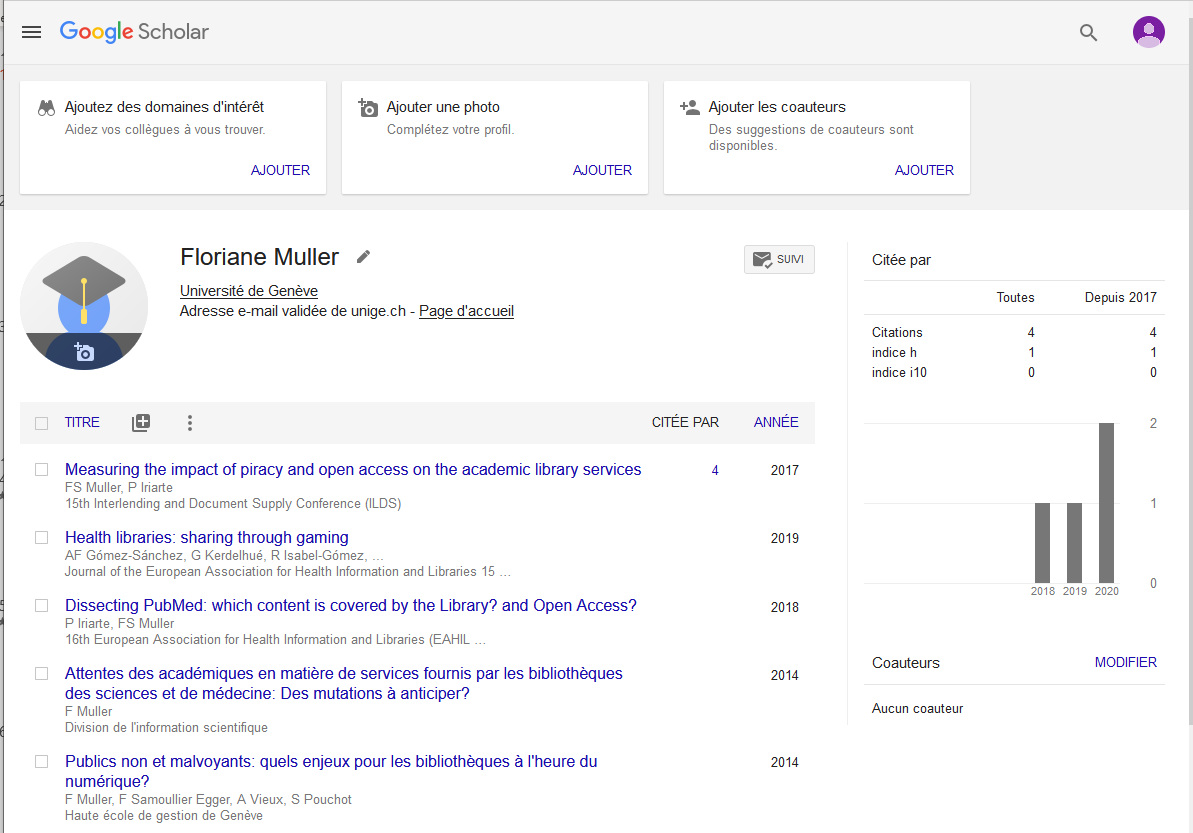 Google Scholar
Ajoutez des domaines d'intérêt
Aidez vos collègues à vous trouver.
AJOUTER
Ajouter une photo
Complétez votre profil.
AJOUTER
Ajouter les coauteurs
Des suggestions de coauteurs sont
disponibles.
AJOUTER
Floriane Muller
SUIVI
Université de Genève
Adresse e-mail validée de unige.ch - Page d'accueil
TITRE CITÉE PAR ANNÉE
Measuring the impact of piracy and open access on the academic library services 4 2017
FS Muller, P Iriarte
15th Interlending and Document Supply Conference (ILDS)
Health libraries: sharing through gaming 2019
AF Gómez-Sánchez, G Kerdelhué, R Isabel-Gómez, ...
Journal of the European Association for Health Information and Libraries 15 ...
Dissecting PubMed: which content is covered by the Library? and Open Access? 2018
P Iriarte, FS Muller
16th European Association for Health Information and Libraries (EAHIL ...
Attentes des académiques en matière de services fournis par les bibliothèques 2014
des sciences et de médecine: Des mutations à anticiper?
F Muller
Division de l'information scientifique
Publics non et malvoyants: quels enjeux pour les bibliothèques à l'heure du 2014
numérique?
F Muller, F Samoullier Egger, A Vieux, S Pouchot
Haute école de gestion de Genève
Citée par
Toutes Depuis 2017
Citations 4 4
indice h 1 1
indice i10 0 0
2
1
0
2018 2019 2020
Coauteurs MODIFIER
Aucun coauteur